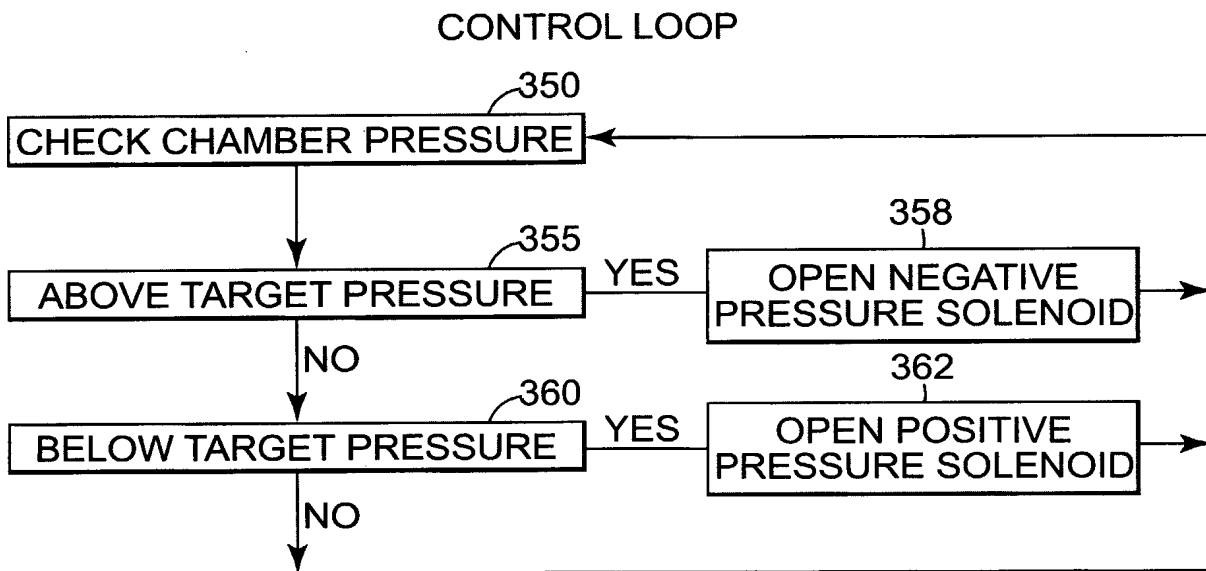 CONTROL LOOP
350
CHECK CHAMBER PRESSURE
355
ABOVE TARGET PRESSURE
YES
358
OPEN NEGATIVE
PRESSURE SOLENOID
NO
360
BELOW TARGET PRESSURE
YES
362
OPEN POSITIVE
PRESSURE SOLENOID
NO